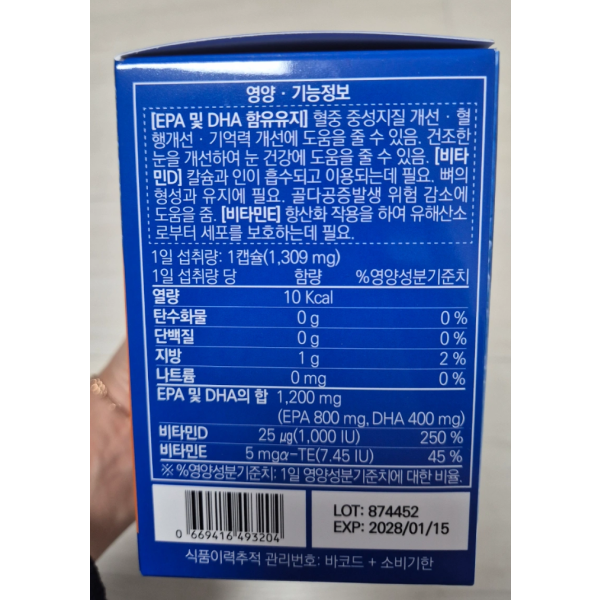 영양 · 기능정보
[EPA 및 DHA 함유유지] 혈중 중성지질 개선 · 혈
행개선 · 기억력 개선에 도움을 줄 수 있음. 건조한
눈을 개선하여 눈 건강에 도움을 줄 수 있음. [비타
민D] 칼슘과 인이 흡수되고 이용되는데 필요. 뼈의
형성과 유지에 필요. 골다공증발생 위험 감소에
도움을 줌. [비타민E] 항산화 작용을 하여 유해산소
로부터 세포를 보호하는데 필요.
1일 섭취량: 1캡슐(1,309 mg)
1일 섭취량 당 함량 %영양성분기준치
열량 10 Kcal
탄수화물 0 g 0 %
단백질 0 g 0 %
지방 1 g 2 %
나트륨 0 mg 0 %
EPA 및 DHA의 합 1,200 mg
(EPA 800 mg, DHA 400 mg)
비타민D 25 µg(1,000 IU) 250 %
비타민E 5 mgα-TE(7.45 IU) 45 %
※ %영양성분기준치: 1일 영양성분기준치에 대한 비율
0 669416 493204
LOT: 874452
EXP: 2028/01/15
식품이력추적 관리번호: 바코드 + 소비기한